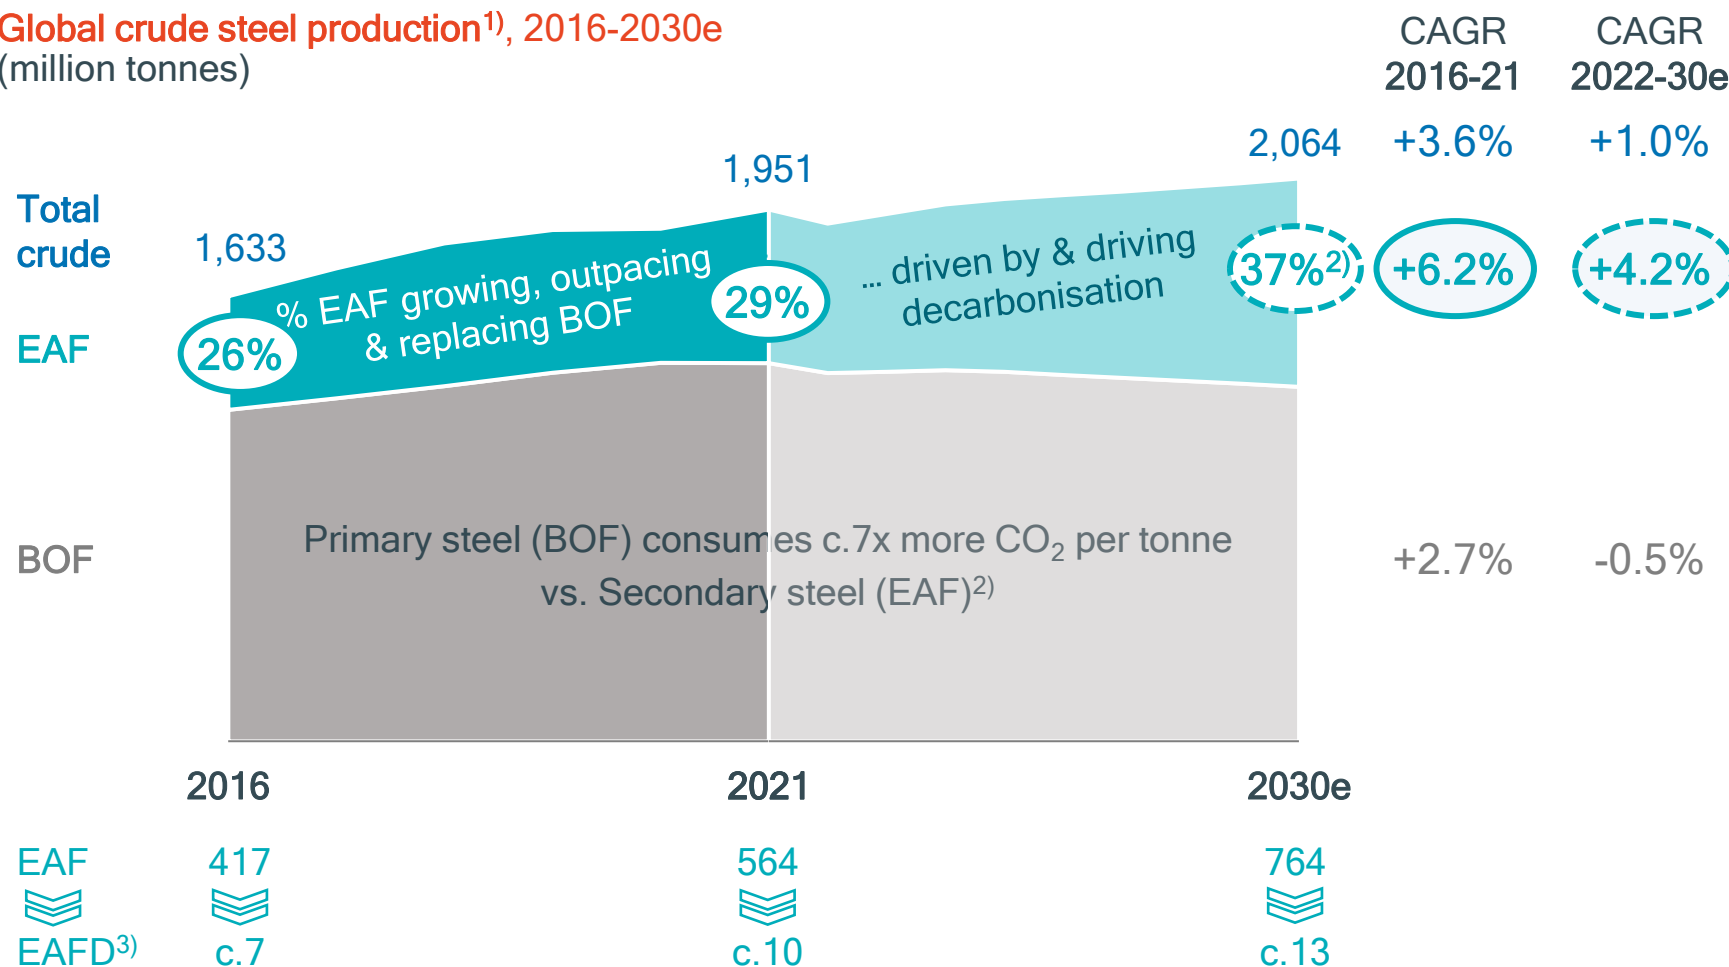 Global crude steel production1), 2016-2030e
(million tonnes)
CAGR
2016-21
CAGR
2022-30e
+3.6%
+1.0%
1,633
1,951
2,064
Total
crude
% EAF growing, outpacing
& replacing BOF
... driven by & driving
decarbonisation
26%
29%
37%2)
+6.2%
+4.2%
EAF
Primary steel (BOF) consumes c.7x more CO2 per tonne
vs. Secondary steel (EAF)2)
BOF
+2.7%
-0.5%
2016
2021
2030e
EAF
417
564
764
EAFD3)
c.7
c.10
c.13